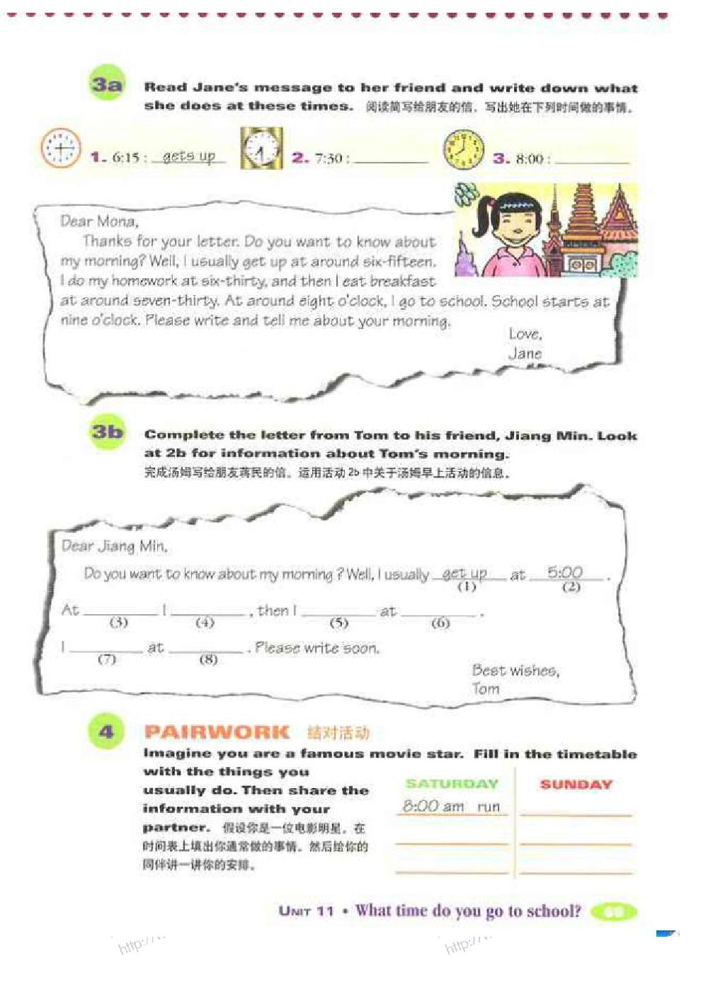 3a Read Jane's message to her friend and write down what
she does at these times. 阅读简写给朋友的信，写出她在下列时间做的事情。
1. 6:15 : gets up 2. 7:30 : 3. 8:00 :
Dear Mona,
Thanks for your letter. Do you want to know about
my morning? Well, I usually get up at around six-fifteen.
I do my homework at six-thirty, and then I eat breakfast
at around seven-thirty. At around eight o'clock, I go to school. School starts at
nine o'clock. Please write and tell me about your morning.
Love,
Jane
3b Complete the letter from Tom to his friend, Jiang Min. Look
at 2b for information about Tom's morning.
完成汤姆写给朋友蒋民的信。运用活动 2b 中关于汤姆早上活动的信息。
Dear Jiang Min,
Do you want to know about my morning ? Well, I usually get up at 5:00 .
(1) (2)
At I , then I at .
(3) (4) (5) (6)
I at . Please write soon.
(7) (8)
Best wishes,
Tom
4 PAIRWORK 结对活动
Imagine you are a famous movie star. Fill in the timetable
with the things you
usually do. Then share the
information with your
partner. 假设你是一位电影明星。在
时间表上填出你通常做的事情。然后给你的
同伴讲一讲你的安排。
SATURDAY SUNDAY
8:00 am run
UNIT 11 • What time do you go to school?